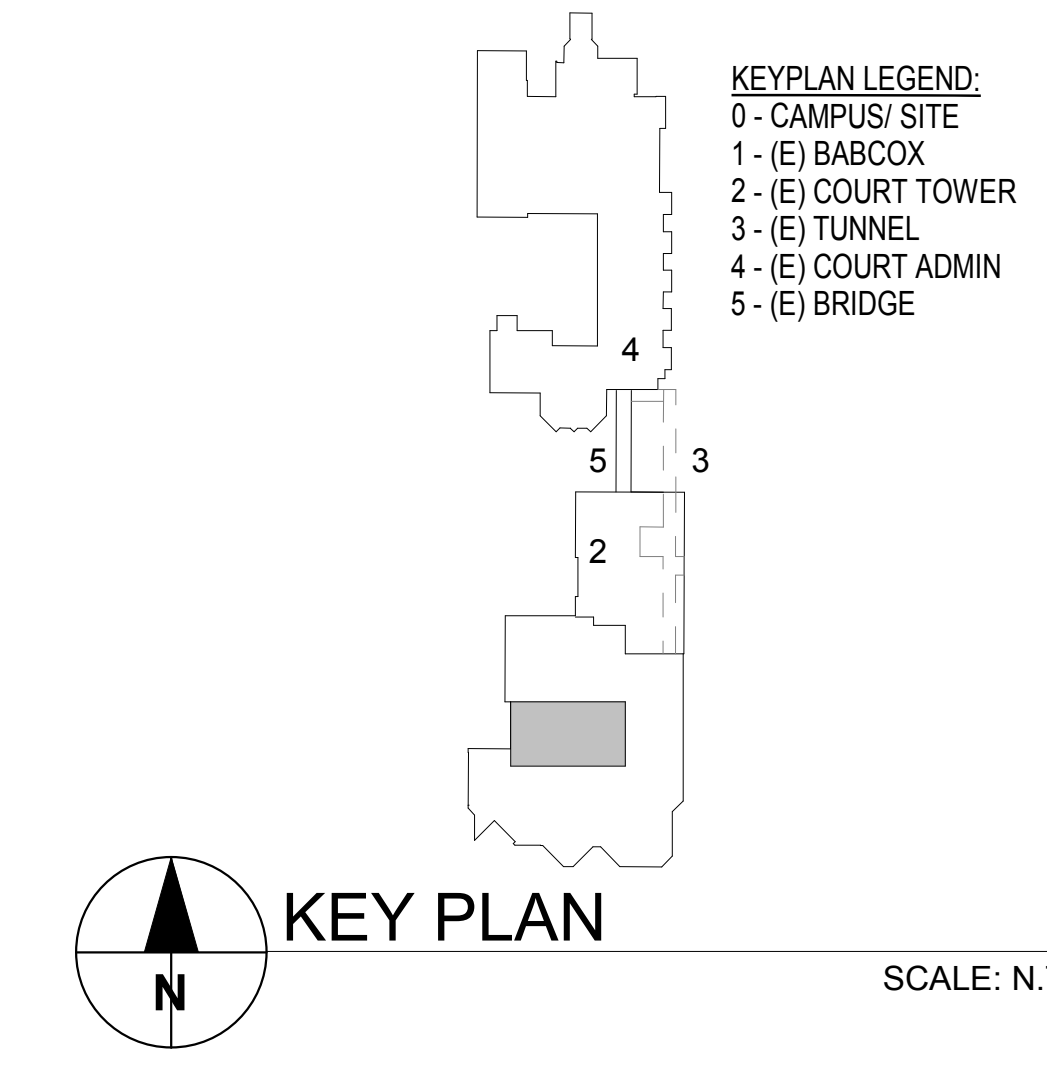 KEYPLAN LEGEND:
0 - CAMPUS/ SITE
1 - (E) BABCOX
2 - (E) COURT TOWER
3 - (E) TUNNEL
4 - (E) COURT ADMIN
5 - (E) BRIDGE
4
5
3
2
KEY PLAN
N
SCALE: